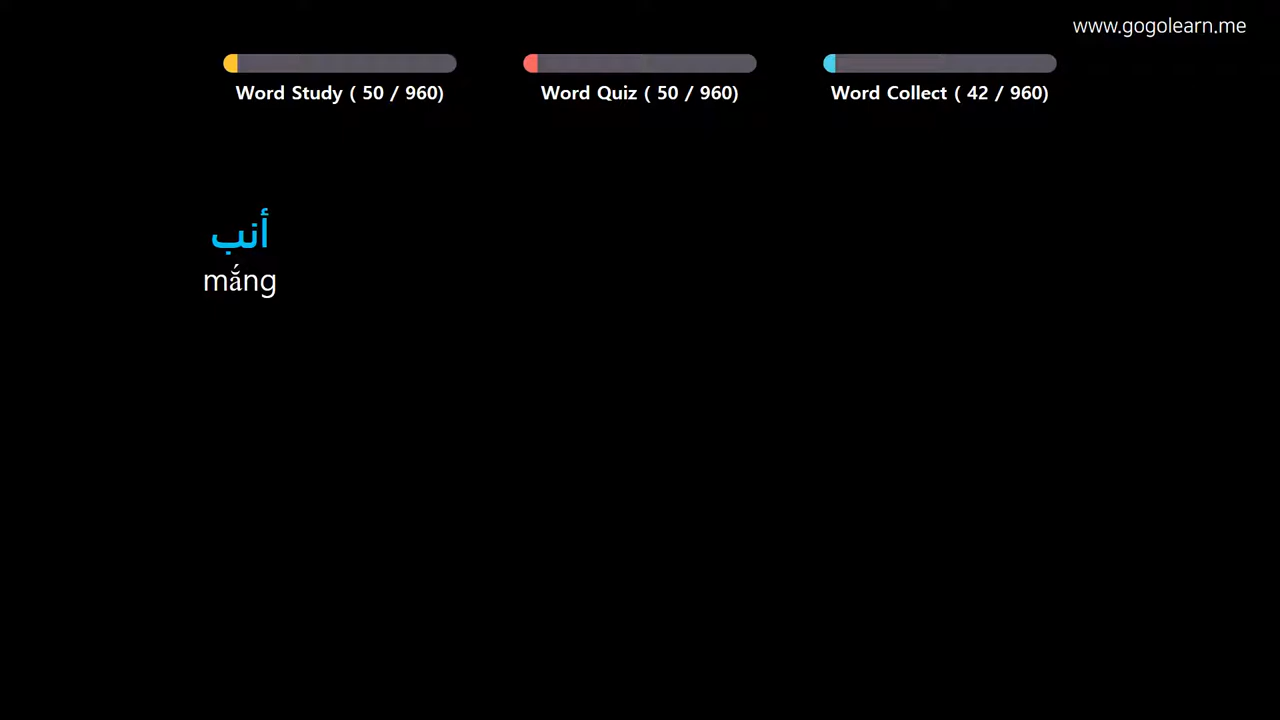 www.gogolearn.me
Word Study ( 50 / 960)
Word Quiz ( 50 / 960)
Word Collect ( 42 / 960)
أنب
mắng